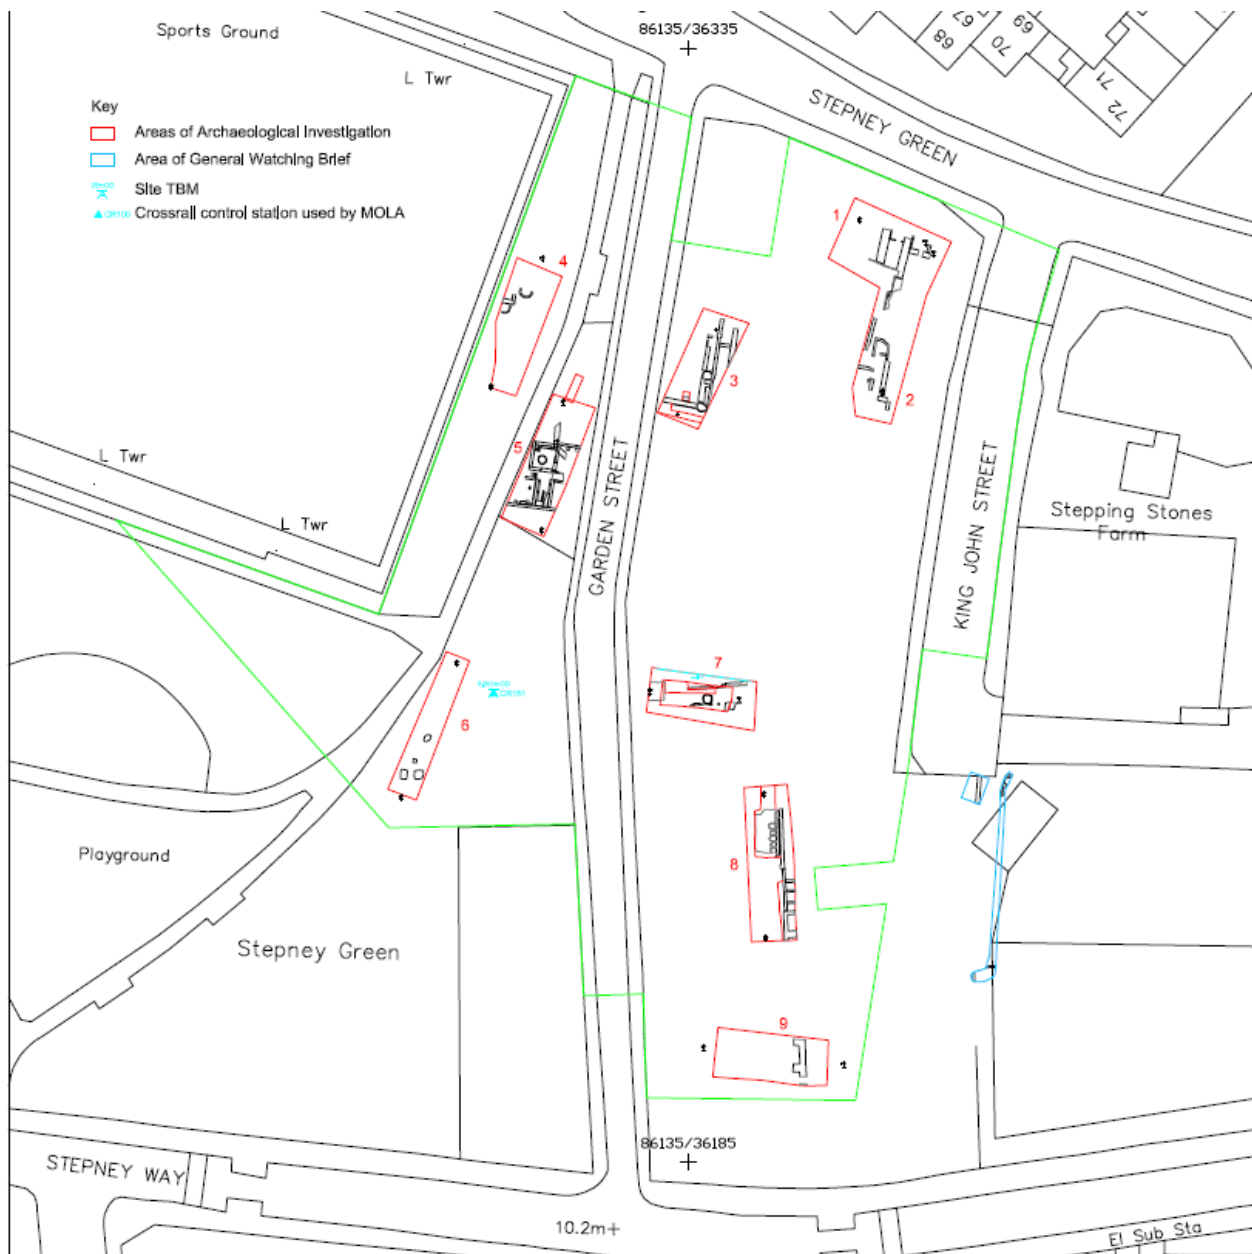 Sports Ground
86135/36335
68
67
69
70
71
72
L Twr
STEPNEY GREEN
Key
Areas of Archaeological Investigation
Area of General Watching Brief
Site TBM
CR100 Crossrail control station used by MOLA
1
4
3
2
5
L Twr
L Twr
GARDEN STREET
KING JOHN STREET
Stepping Stones
Farm
7
CR101
6
Playground
8
Stepney Green
9
86135/36185
STEPNEY WAY
10.2m+
El Sub Sta